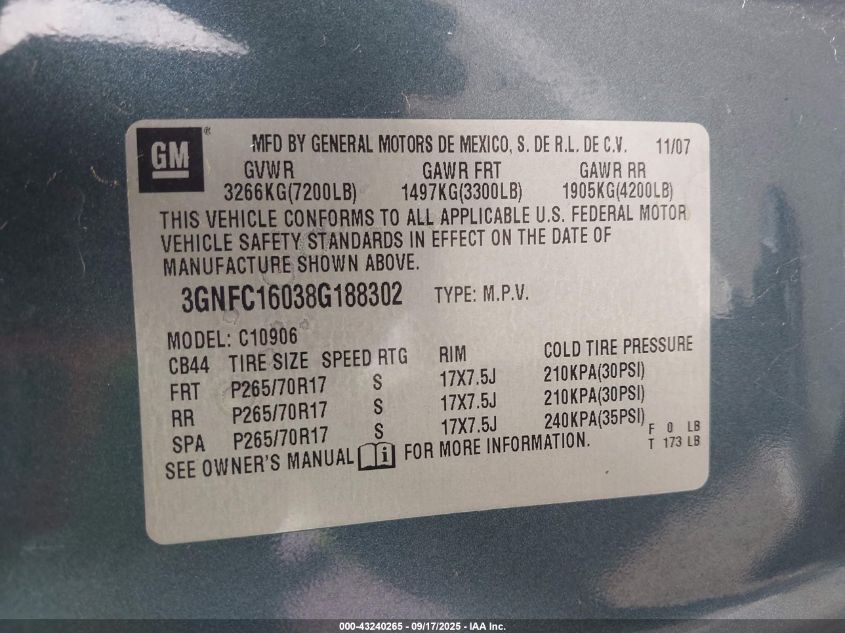 GM ® MFD BY GENERAL MOTORS DE MEXICO, S. DE R.L. DE C.V. 11/07
GVWR GAWR FRT GAWR RR
3266KG(7200LB) 1497KG(3300LB) 1905KG(4200LB)
THIS VEHICLE CONFORMS TO ALL APPLICABLE U.S. FEDERAL MOTOR
VEHICLE SAFETY STANDARDS IN EFFECT ON THE DATE OF
MANUFACTURE SHOWN ABOVE.
3GNFC16038G188302 TYPE: M.P.V.
MODEL: C10906
CB44 TIRE SIZE SPEED RTG RIM COLD TIRE PRESSURE
FRT P265/70R17 S 17X7.5J 210KPA(30PSI)
RR P265/70R17 S 17X7.5J 210KPA(30PSI)
SPA P265/70R17 S 17X7.5J 240KPA(35PSI) F 0 LB
T 173 LB
SEE OWNER'S MANUAL i FOR MORE INFORMATION.
000-43240265 - 09/17/2025 - IAA Inc.